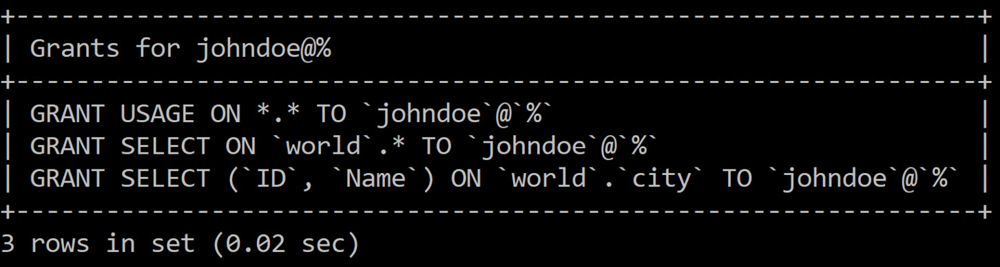 +----------------------------------------------------------------+
| Grants for johndoe@% |
+----------------------------------------------------------------+
| GRANT USAGE ON *.* TO `johndoe`@`%` |
| GRANT SELECT ON `world`.* TO `johndoe`@`%` |
| GRANT SELECT (`ID`, `Name`) ON `world`.`city` TO `johndoe`@`%` |
+----------------------------------------------------------------+
3 rows in set (0.02 sec)